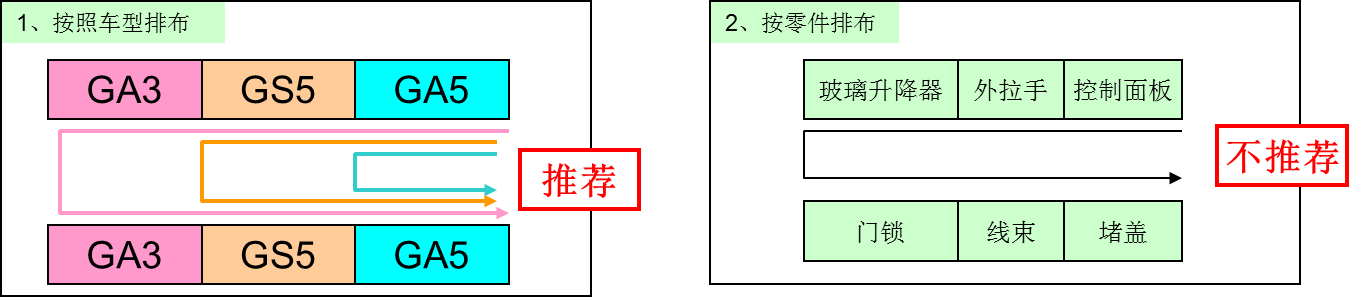 1、按照车型排布
GA3 GS5 GA5
推荐
GA3 GS5 GA5
2、按零件排布
玻璃升降器 外拉手 控制面板
不推荐
门锁 线束 堵盖